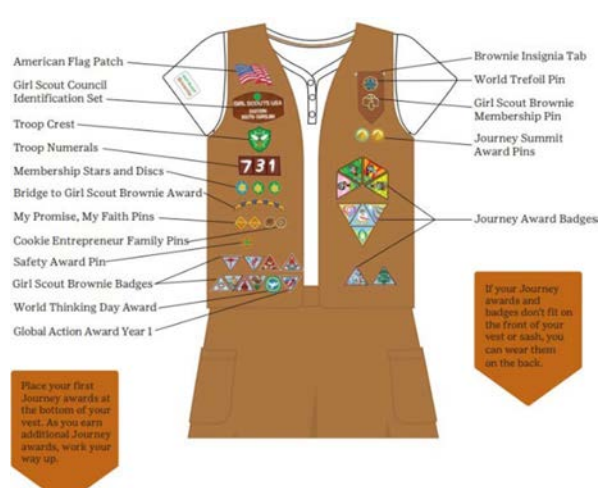 American Flag Patch
Girl Scout Council
Identification Set
Troop Crest
Troop Numerals
Membership Stars and Discs
Bridge to Girl Scout Brownie Award
My Promise, My Faith Pins
Cookie Entrepreneur Family Pins
Safety Award Pin
Girl Scout Brownie Badges
World Thinking Day Award
Global Action Award Year 1
GIRL SCOUTS USA
EASTERN
SOUTH CAROLINA
731
Brownie Insignia Tab
World Trefoil Pin
Girl Scout Brownie
Membership Pin
Journey Summit
Award Pins
Journey Award Badges
If your Journey
awards and
badges don't fit on
the front of your
vest or sash, you
can wear them
on the back.
Place your first
Journey awards at
the bottom of your
vest. As you earn
additional Journey
awards, work your
way up.